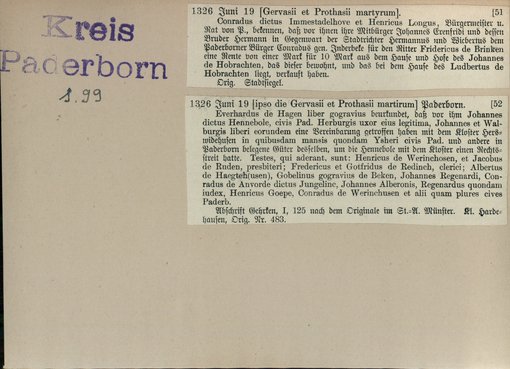 Kreis
Paderborn
S. 99
1326 Juni 19 [Gervasii et Prothasii martyrum]. [51
Conradus dictus Immestadelhove et Henricus Longus, Bürgermeister u.
Rat von P., bekennen, daß vor ihnen ihre Mitbürger Johannes Erenfridi und dessen
Bruder Hermann in Gegenwart der Stadtrichter Hermannus und Wichertus dem
Paderborner Bürger Conradus gen. Inderbeke für den Ritter Fridericus de Brinken
eine Rente von einer Mark für 10 Mark aus dem Hause und Hofe des Johannes
de Hobrachten, das dieser bewohnt, und das bei dem Hause des Ludbertus de
Hobrachten liegt, verkauft haben.
Orig. Stadtsiegel.
1326 Juni 19 [ipso die Gervasii et Prothasii martirum] Paderborn. [52
Everhardus de Hagen liber gogravius beurkundet, daß vor ihm Johannes
dictus Hennebole, civis Pad. Herburgis uxor eius legitima, Johannes et Wal-
burgis liberi eorundem eine Vereinbarung getroffen haben mit dem Kloster Hers-
widehusen in quibusdam mansis quondam Ysheri civis Pad. und andere in
Paderborn belegene Güter desselben, um die Hennebole mit dem Kloster einen Rechts-
streit hatte. Testes, qui aderant, sunt: Henricus de Werinchosen, et Jacobus
de Ruden, presbiteri; Fredericus et Gotfridus de Redinch, clerici; Albertus
de Haegteh(usen), Gobelinus gogravius de Beken, Johannes Regenardi, Con-
radus de Anvorde dictus Jungeline, Johannes Alberonis, Regenardus quondam
iudex, Henricus Goepe, Conradus de Werinchusen et alii quam plures cives
Paderb.
Abschrift Gehrken, I, 125 nach dem Originale im St.-A. Münster. Kl. Harde-
hausen, Orig. Nr. 483.